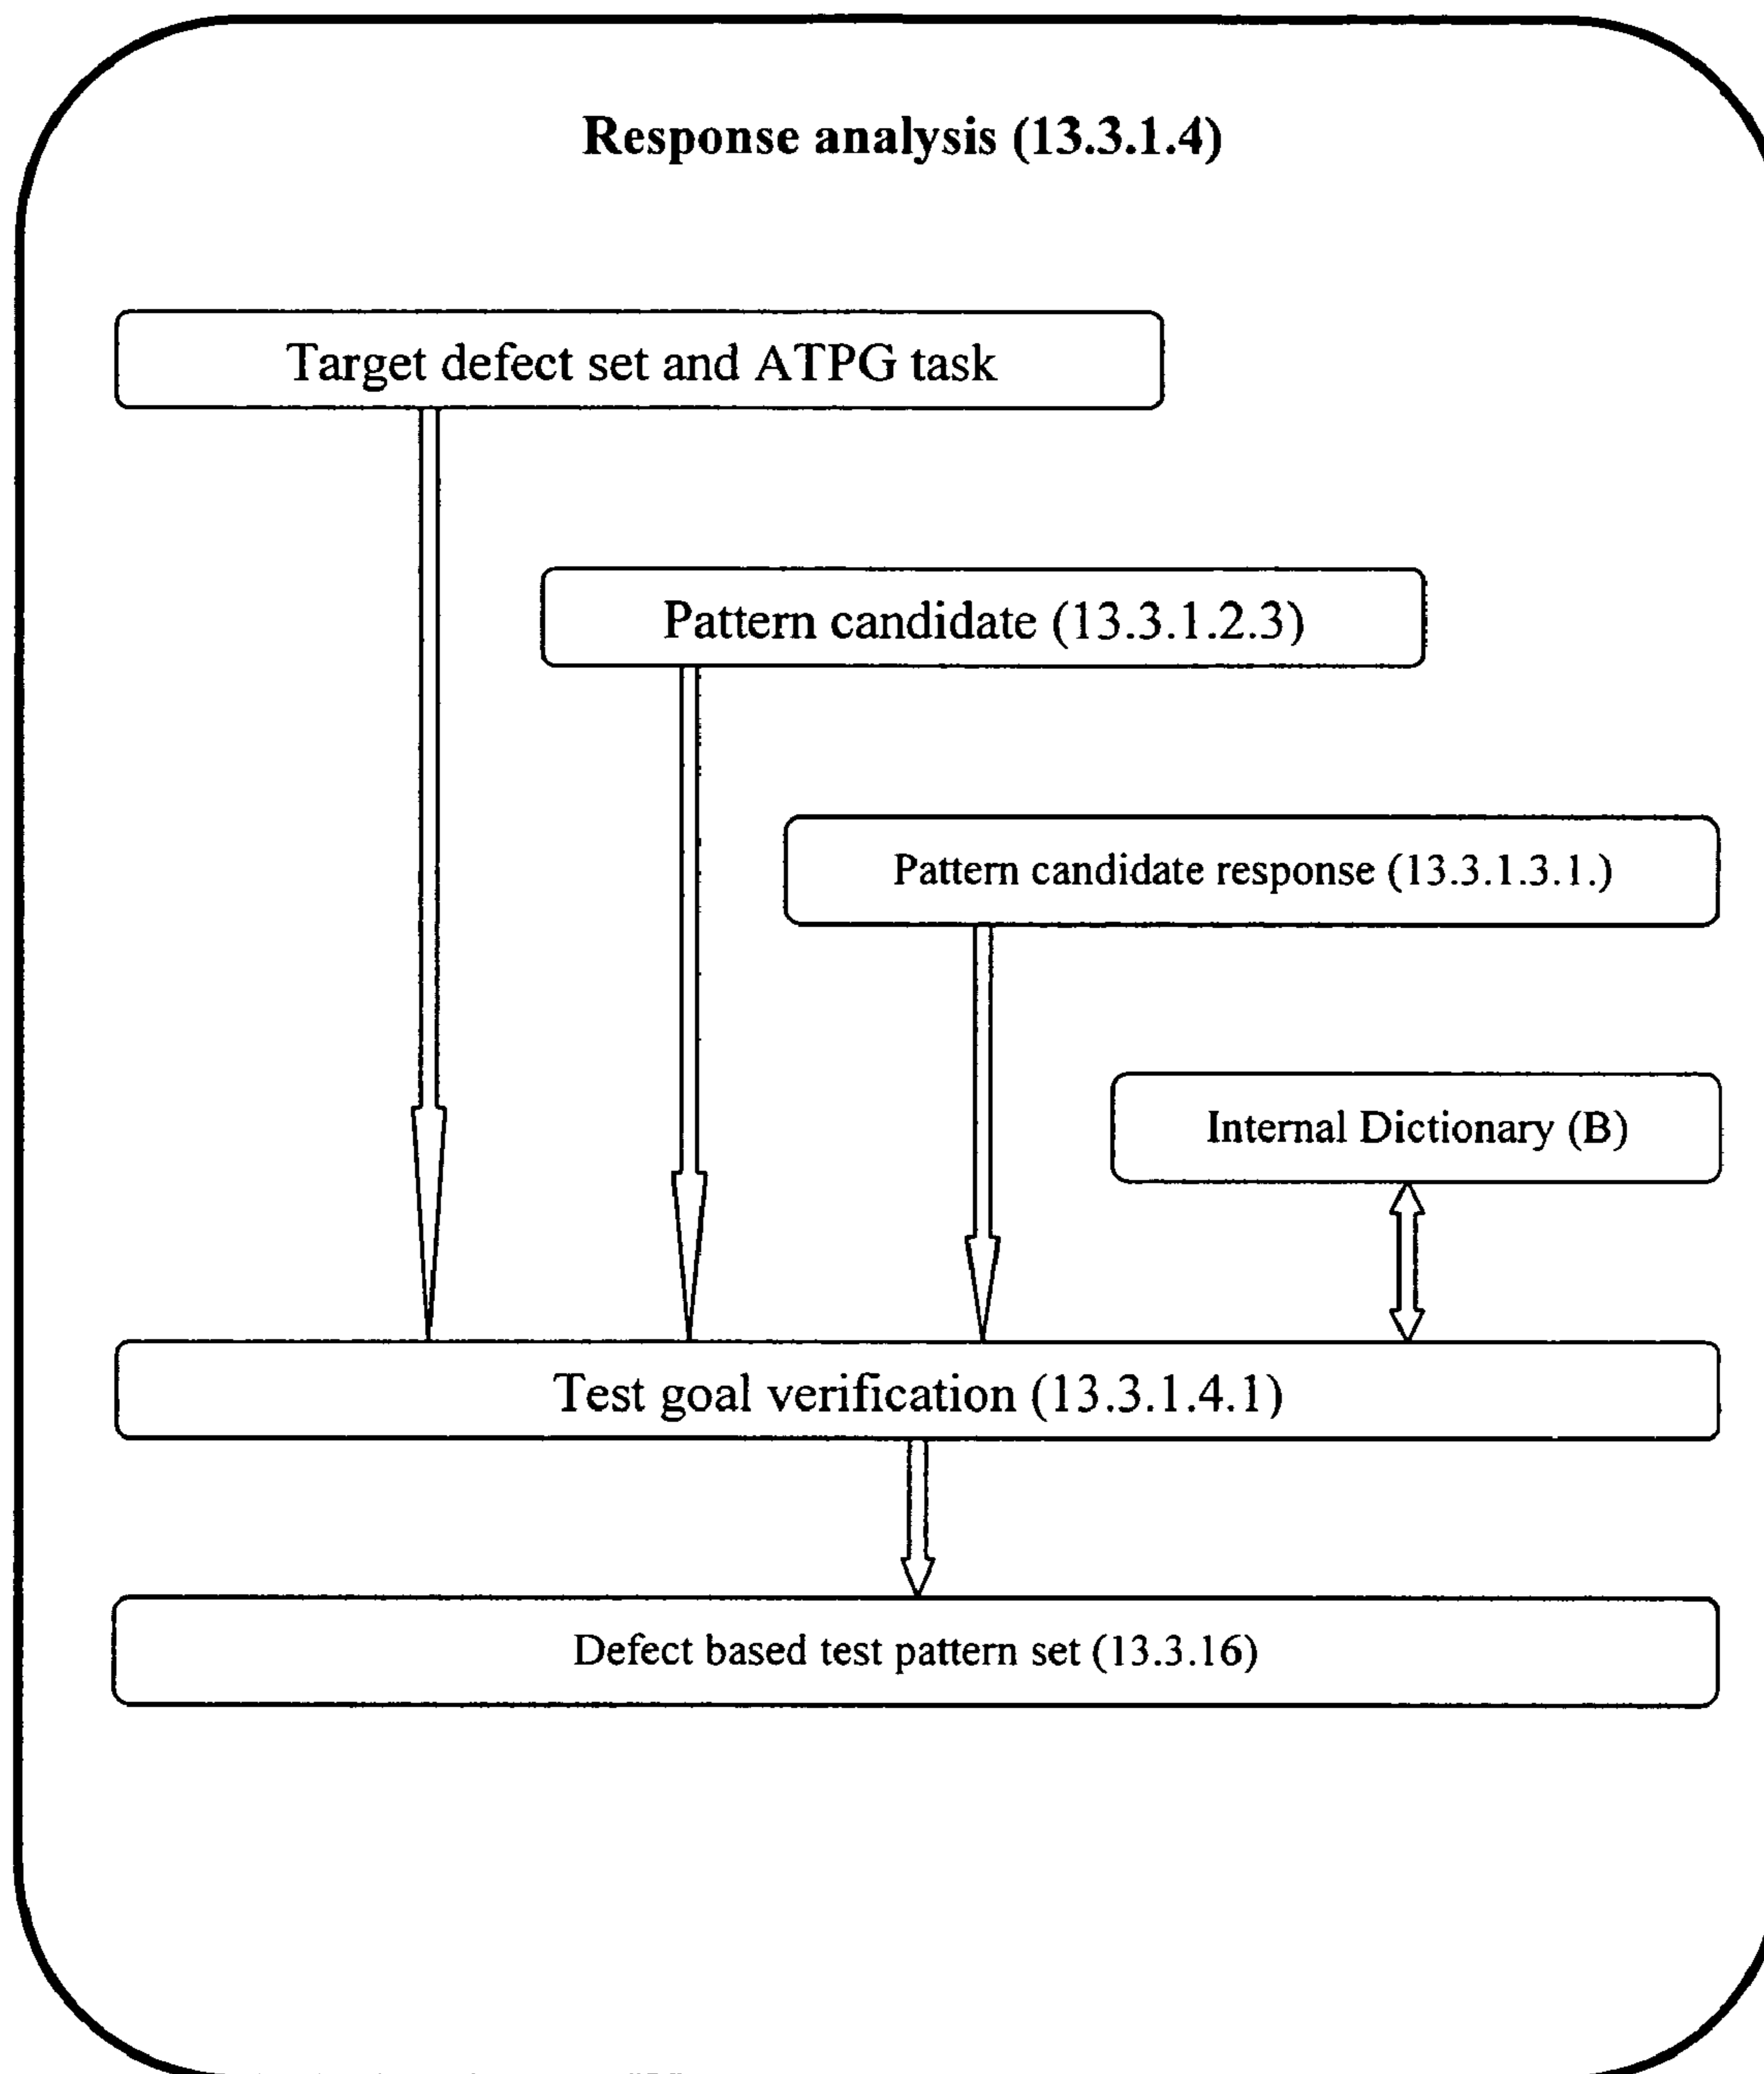 Response analysis (13.3.1.4)
Target defect set and ATPG task
Pattern candidate (13.3.1.2.3)
Pattern candidate response (13.3.1.3.1.)
Internal Dictionary (B)
Test goal verification (13.3.1.4.1)
Defect based test pattern set (13.3.16)